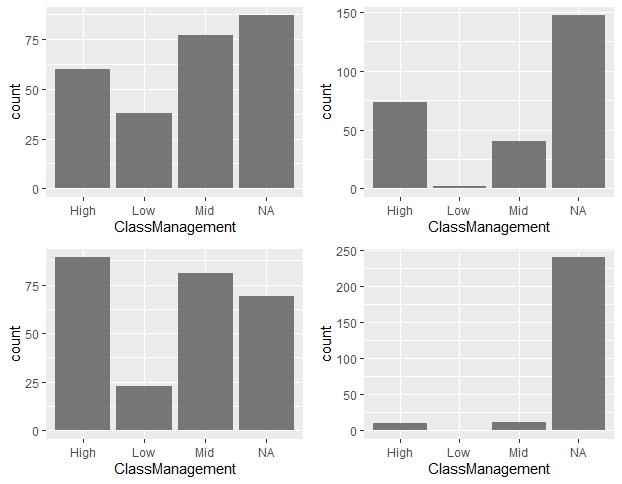 count
75
50
25
0
High Low Mid NA
ClassManagement
count
150
100
50
0
High Low Mid NA
ClassManagement
count
75
50
25
0
High Low Mid NA
ClassManagement
count
250
200
150
100
50
0
High Low Mid NA
ClassManagement